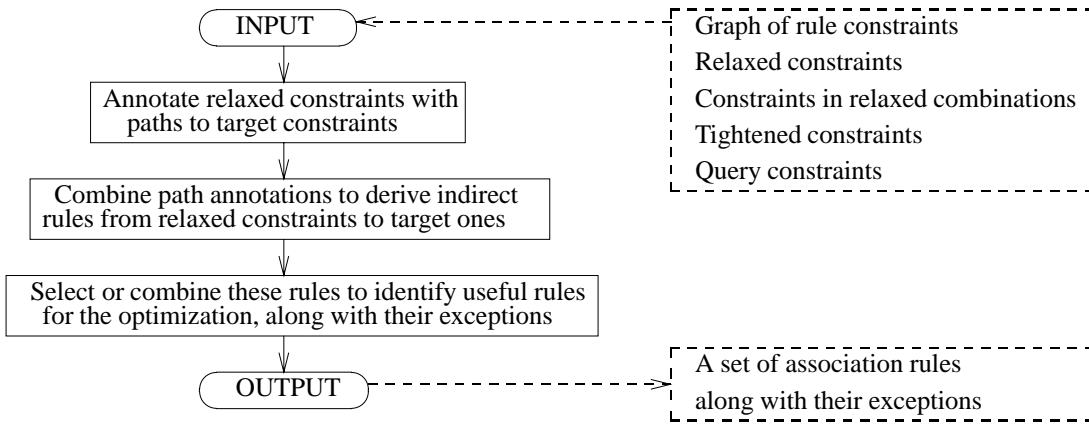 INPUT
Graph of rule constraints
Relaxed constraints
Constraints in relaxed combinations
Tightened constraints
Query constraints
Annotate relaxed constraints with
paths to target constraints
Combine path annotations to derive indirect
rules from relaxed constraints to target ones
Select or combine these rules to identify useful rules
for the optimization, along with their exceptions
OUTPUT
A set of association rules
along with their exceptions